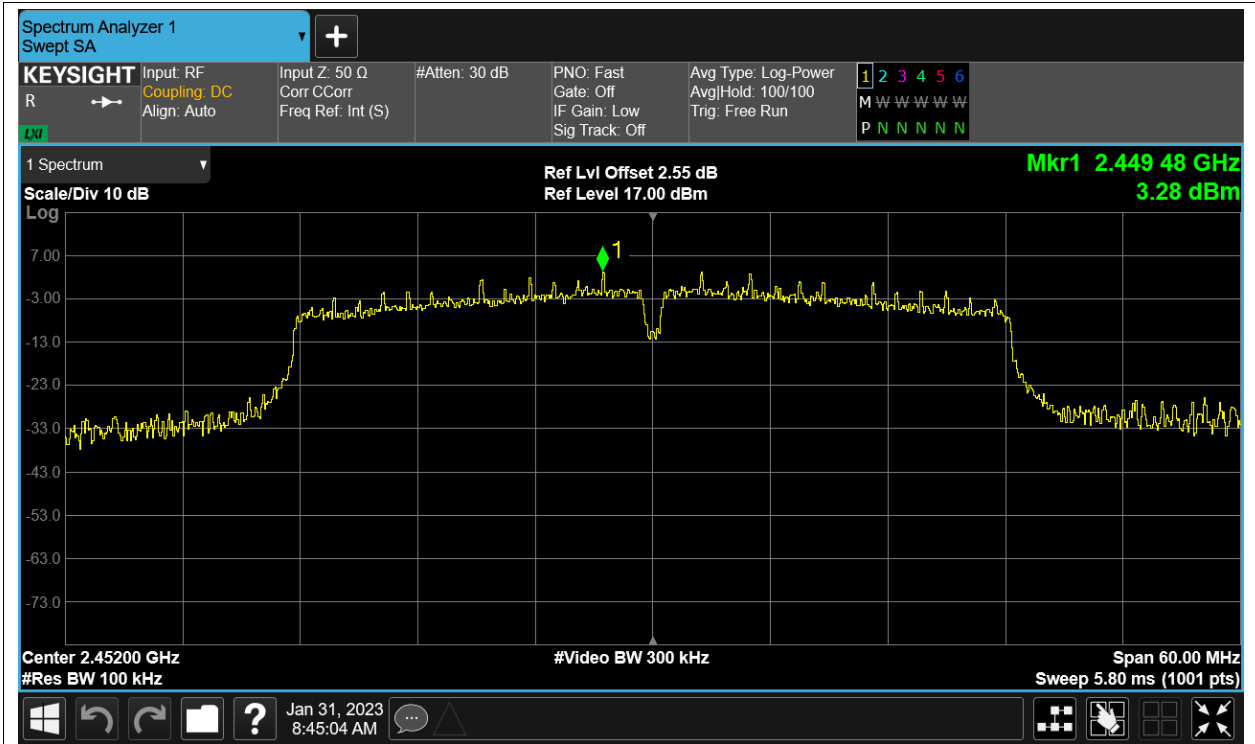 Spectrum Analyzer 1
Swept SA
+
KEYSIGHT
R
LXI
Input: RF
Coupling: DC
Align: Auto
Input Z: 50 Ω
Corr CCorr
Freq Ref: Int (S)
#Atten: 30 dB
PNO: Fast
Gate: Off
IF Gain: Low
Sig Track: Off
Avg Type: Log-Power
Avg|Hold: 100/100
Trig: Free Run
1 2 3 4 5 6
M W W W W W
P N N N N N
1 Spectrum
Scale/Div 10 dB
Log
Ref Lvl Offset 2.55 dB
Ref Level 17.00 dBm
Mkr1 2.449 48 GHz
3.28 dBm
1
7.00
-3.00
-13.0
-23.0
-33.0
-43.0
-53.0
-63.0
-73.0
Center 2.45200 GHz
#Res BW 100 kHz
#Video BW 300 kHz
Span 60.00 MHz
Sweep 5.80 ms (1001 pts)
?
Jan 31, 2023
8:45:04 AM